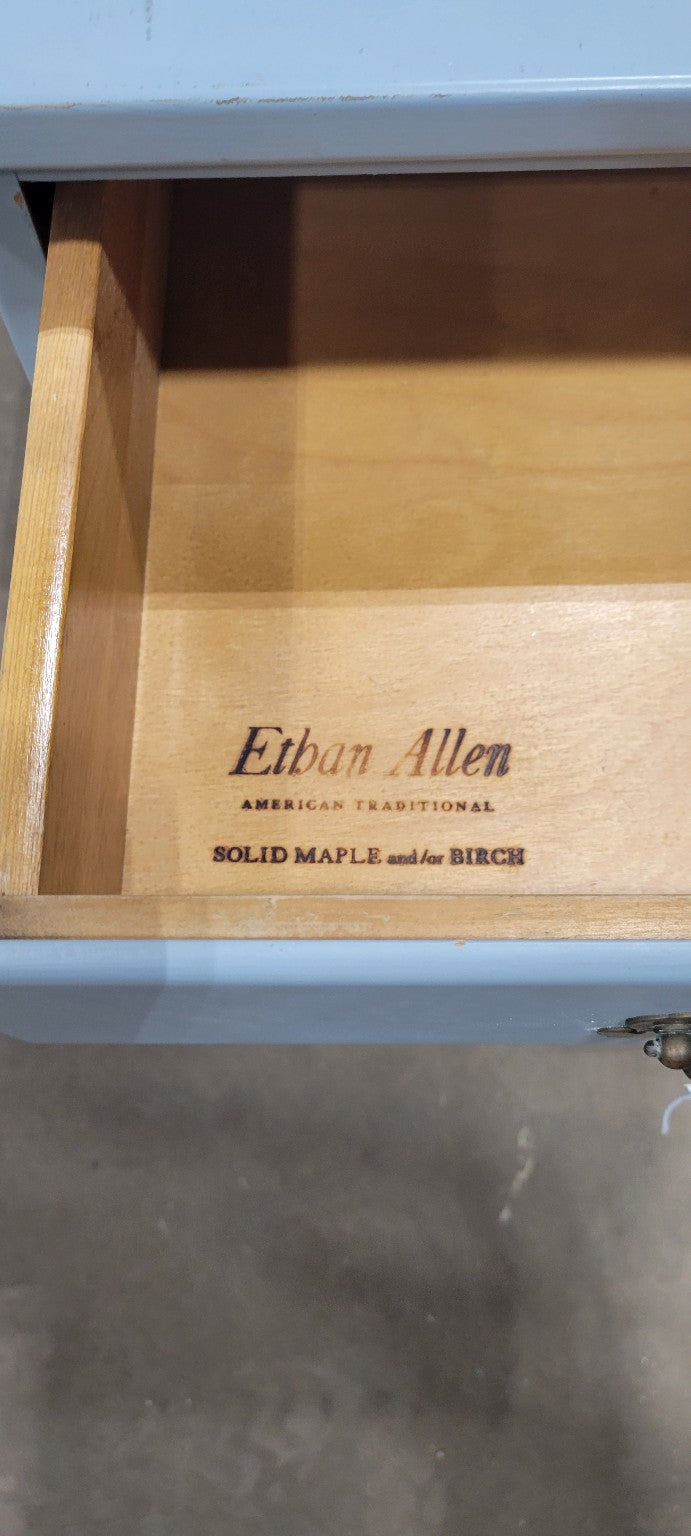 Ethan Allen
AMERICAN TRADITIONAL
SOLID MAPLE and/or BIRCH